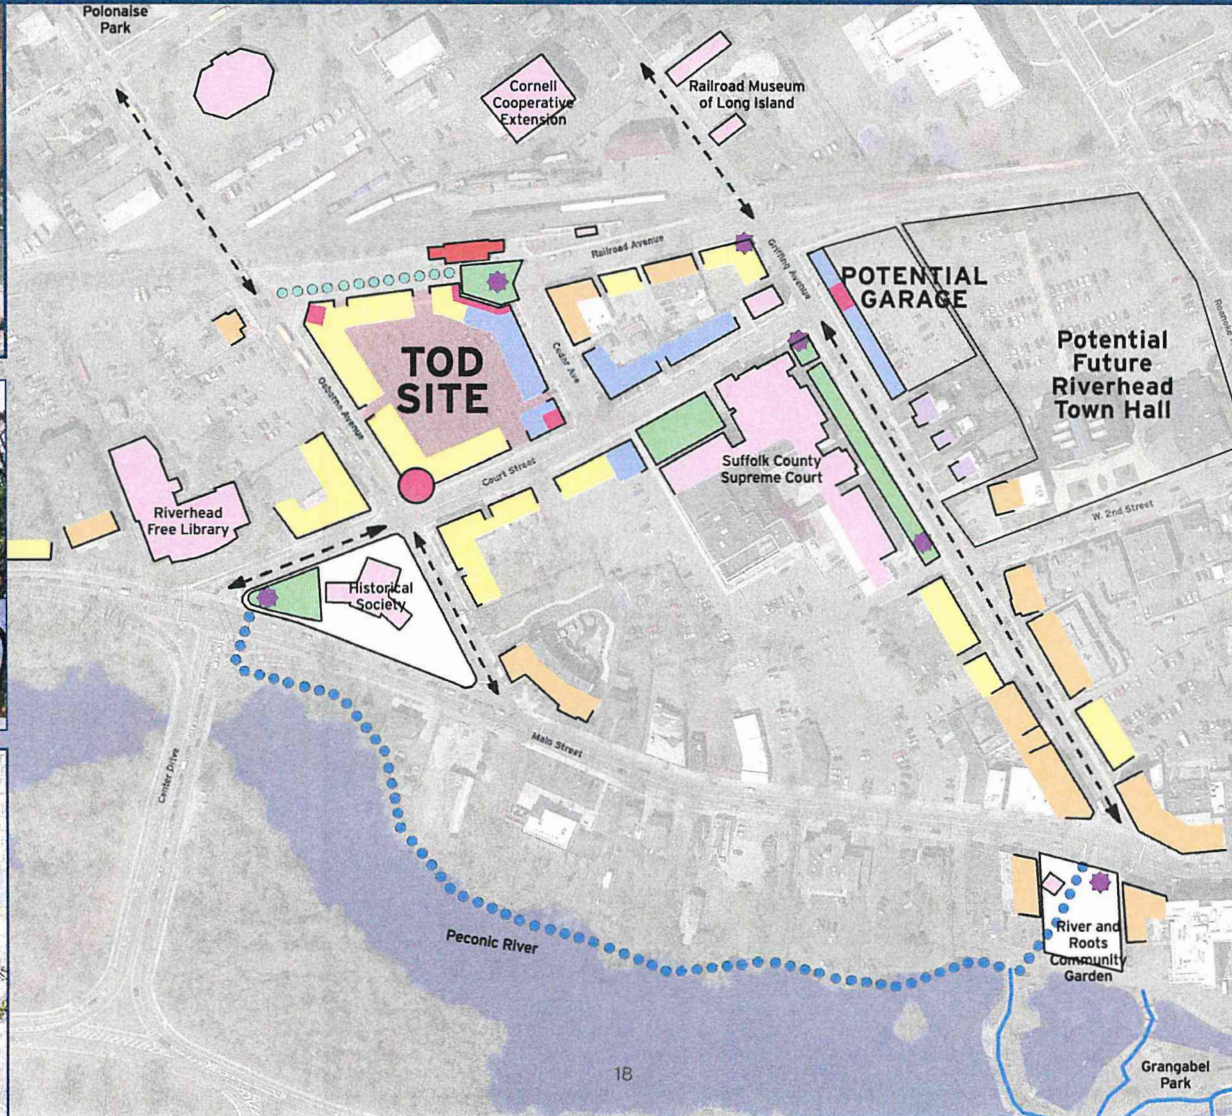 Polonaise
Park
Cornell
Cooperative
Extension
Railroad Museum
of Long Island
Railroad Avenue
Griffing Avenue
POTENTIAL
GARAGE
Potential
Future
Riverhead
Town Hall
TOD
SITE
Cedar Ave
Osborne Avenue
Court Street
Suffolk County
Supreme Court
Riverhead
Free Library
W. 2nd Street
Historical
Society
Main Street
Center Drive
Peconic River
River and
Roots
Community
Garden
Grangabel
Park
18